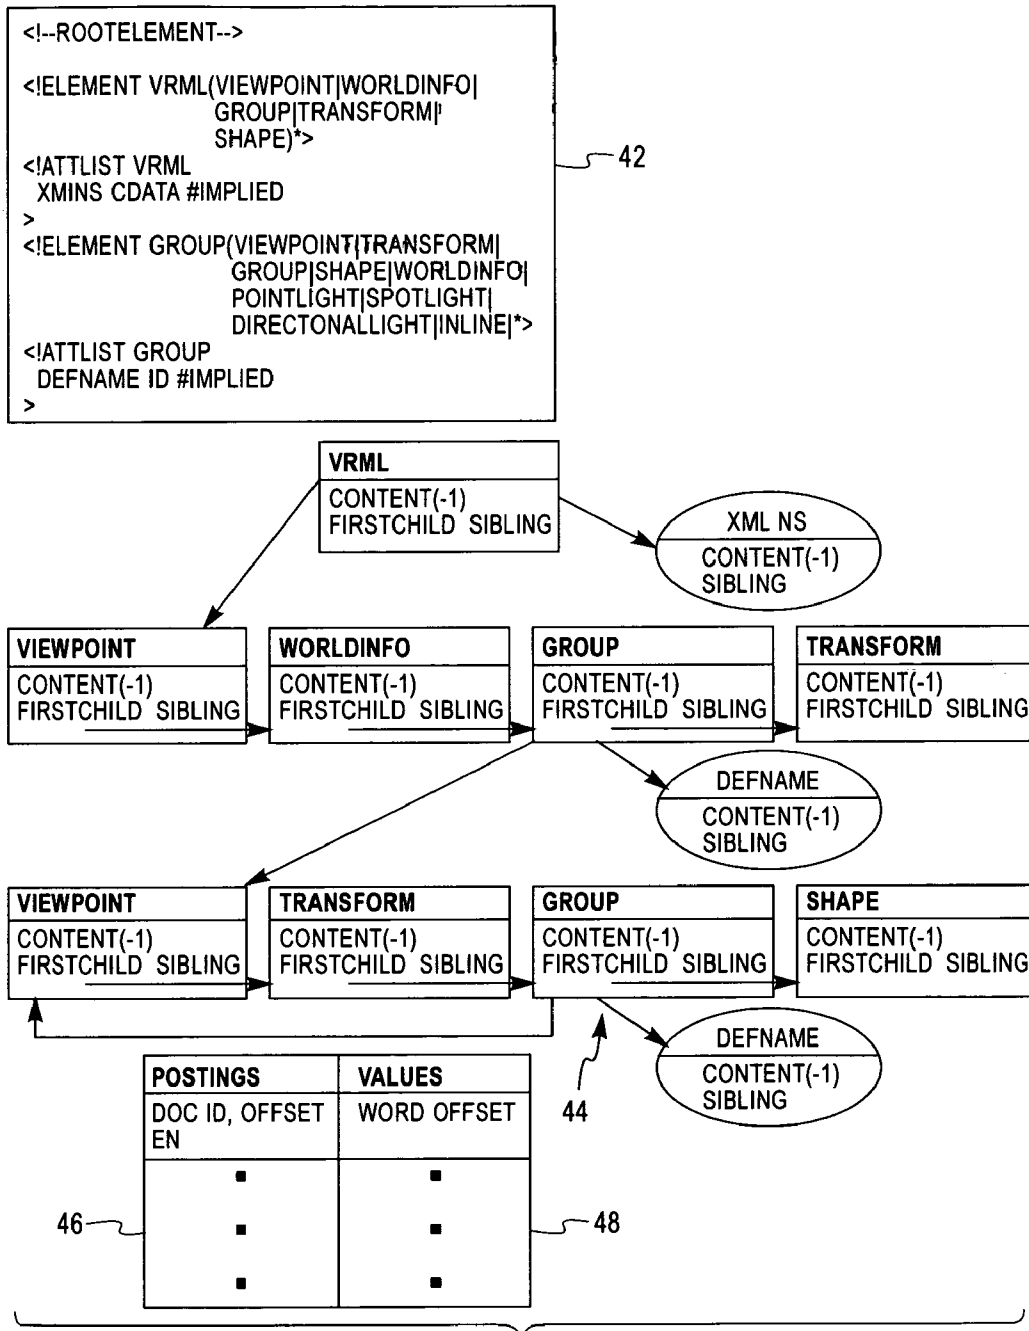 <!--ROOTELEMENT-->
<!ELEMENT VRML(VIEWPOINT|WORLDINFO|
GROUP|TRANSFORM|
SHAPE)*>
<!ATTLIST VRML
XMINS CDATA #IMPLIED
>
<!ELEMENT GROUP(VIEWPOINT|TRANSFORM|
GROUP|SHAPE|WORLDINFO|
POINTLIGHT|SPOTLIGHT|
DIRECTONALLIGHT|INLINE|*>
<!ATTLIST GROUP
DEFNAME ID #IMPLIED
>
42
VRML
CONTENT(-1)
FIRSTCHILD SIBLING
XML NS
CONTENT(-1)
SIBLING
VIEWPOINT
CONTENT(-1)
FIRSTCHILD SIBLING
WORLDINFO
CONTENT(-1)
FIRSTCHILD SIBLING
GROUP
CONTENT(-1)
FIRSTCHILD SIBLING
TRANSFORM
CONTENT(-1)
FIRSTCHILD SIBLING
DEFNAME
CONTENT(-1)
SIBLING
VIEWPOINT
CONTENT(-1)
FIRSTCHILD SIBLING
TRANSFORM
CONTENT(-1)
FIRSTCHILD SIBLING
GROUP
CONTENT(-1)
FIRSTCHILD SIBLING
SHAPE
CONTENT(-1)
FIRSTCHILD SIBLING
44
DEFNAME
CONTENT(-1)
SIBLING
POSTINGS
DOC ID, OFFSET
EN
VALUES
WORD OFFSET
46
48